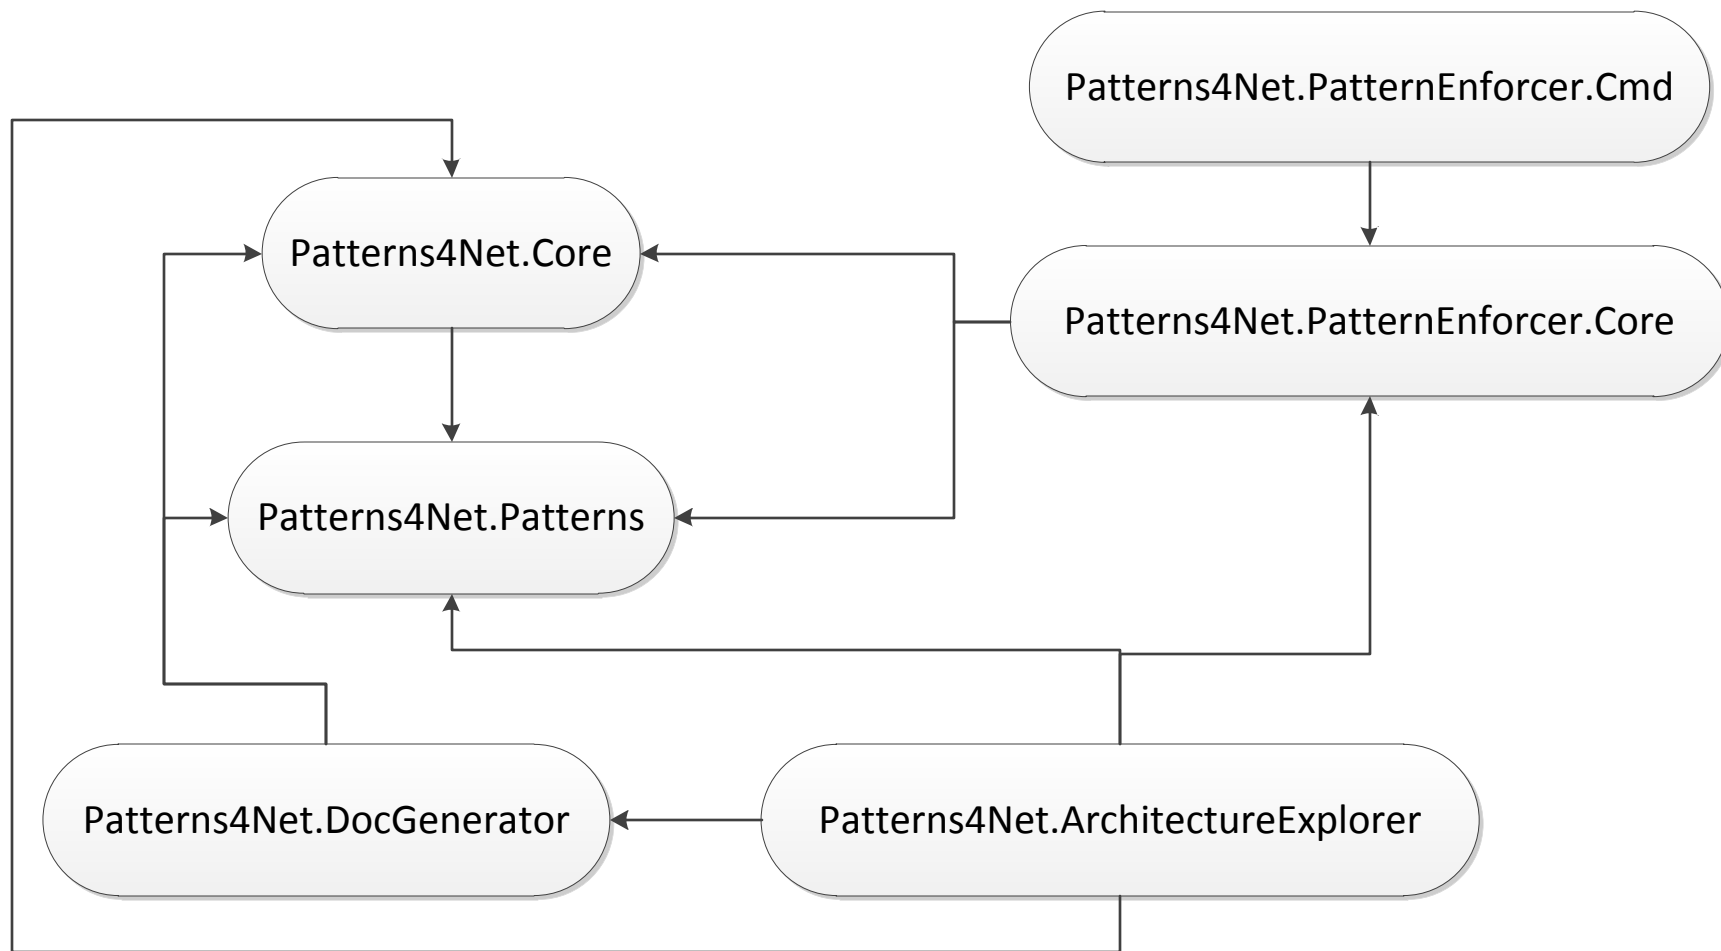 Patterns4Net.PatternEnforcer.Cmd
Patterns4Net.Core
Patterns4Net.PatternEnforcer.Core
Patterns4Net.Patterns
Patterns4Net.DocGenerator
Patterns4Net.ArchitectureExplorer